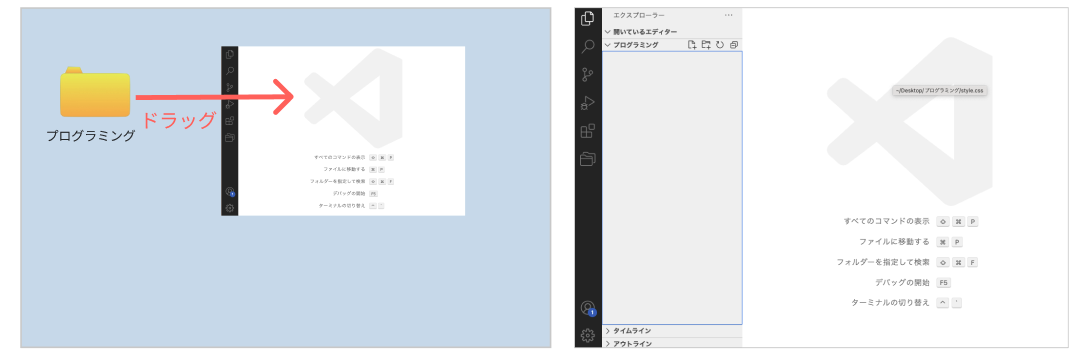 プログラミング
ドラッグ
すべてのコマンドの表示 ⇧ ⌘ P
ファイルに移動する ⌘ P
フォルダーを指定して検索 ⇧ ⌘ F
デバッグの開始 F5
ターミナルの切り替え ^ `
エクスプローラー ···
開いているエディター
プログラミング
~/Desktop/プログラミング/style.css
すべてのコマンドの表示 ⇧ ⌘ P
ファイルに移動する ⌘ P
フォルダーを指定して検索 ⇧ ⌘ F
デバッグの開始 F5
ターミナルの切り替え ^ `
1
タイムライン
アウトライン